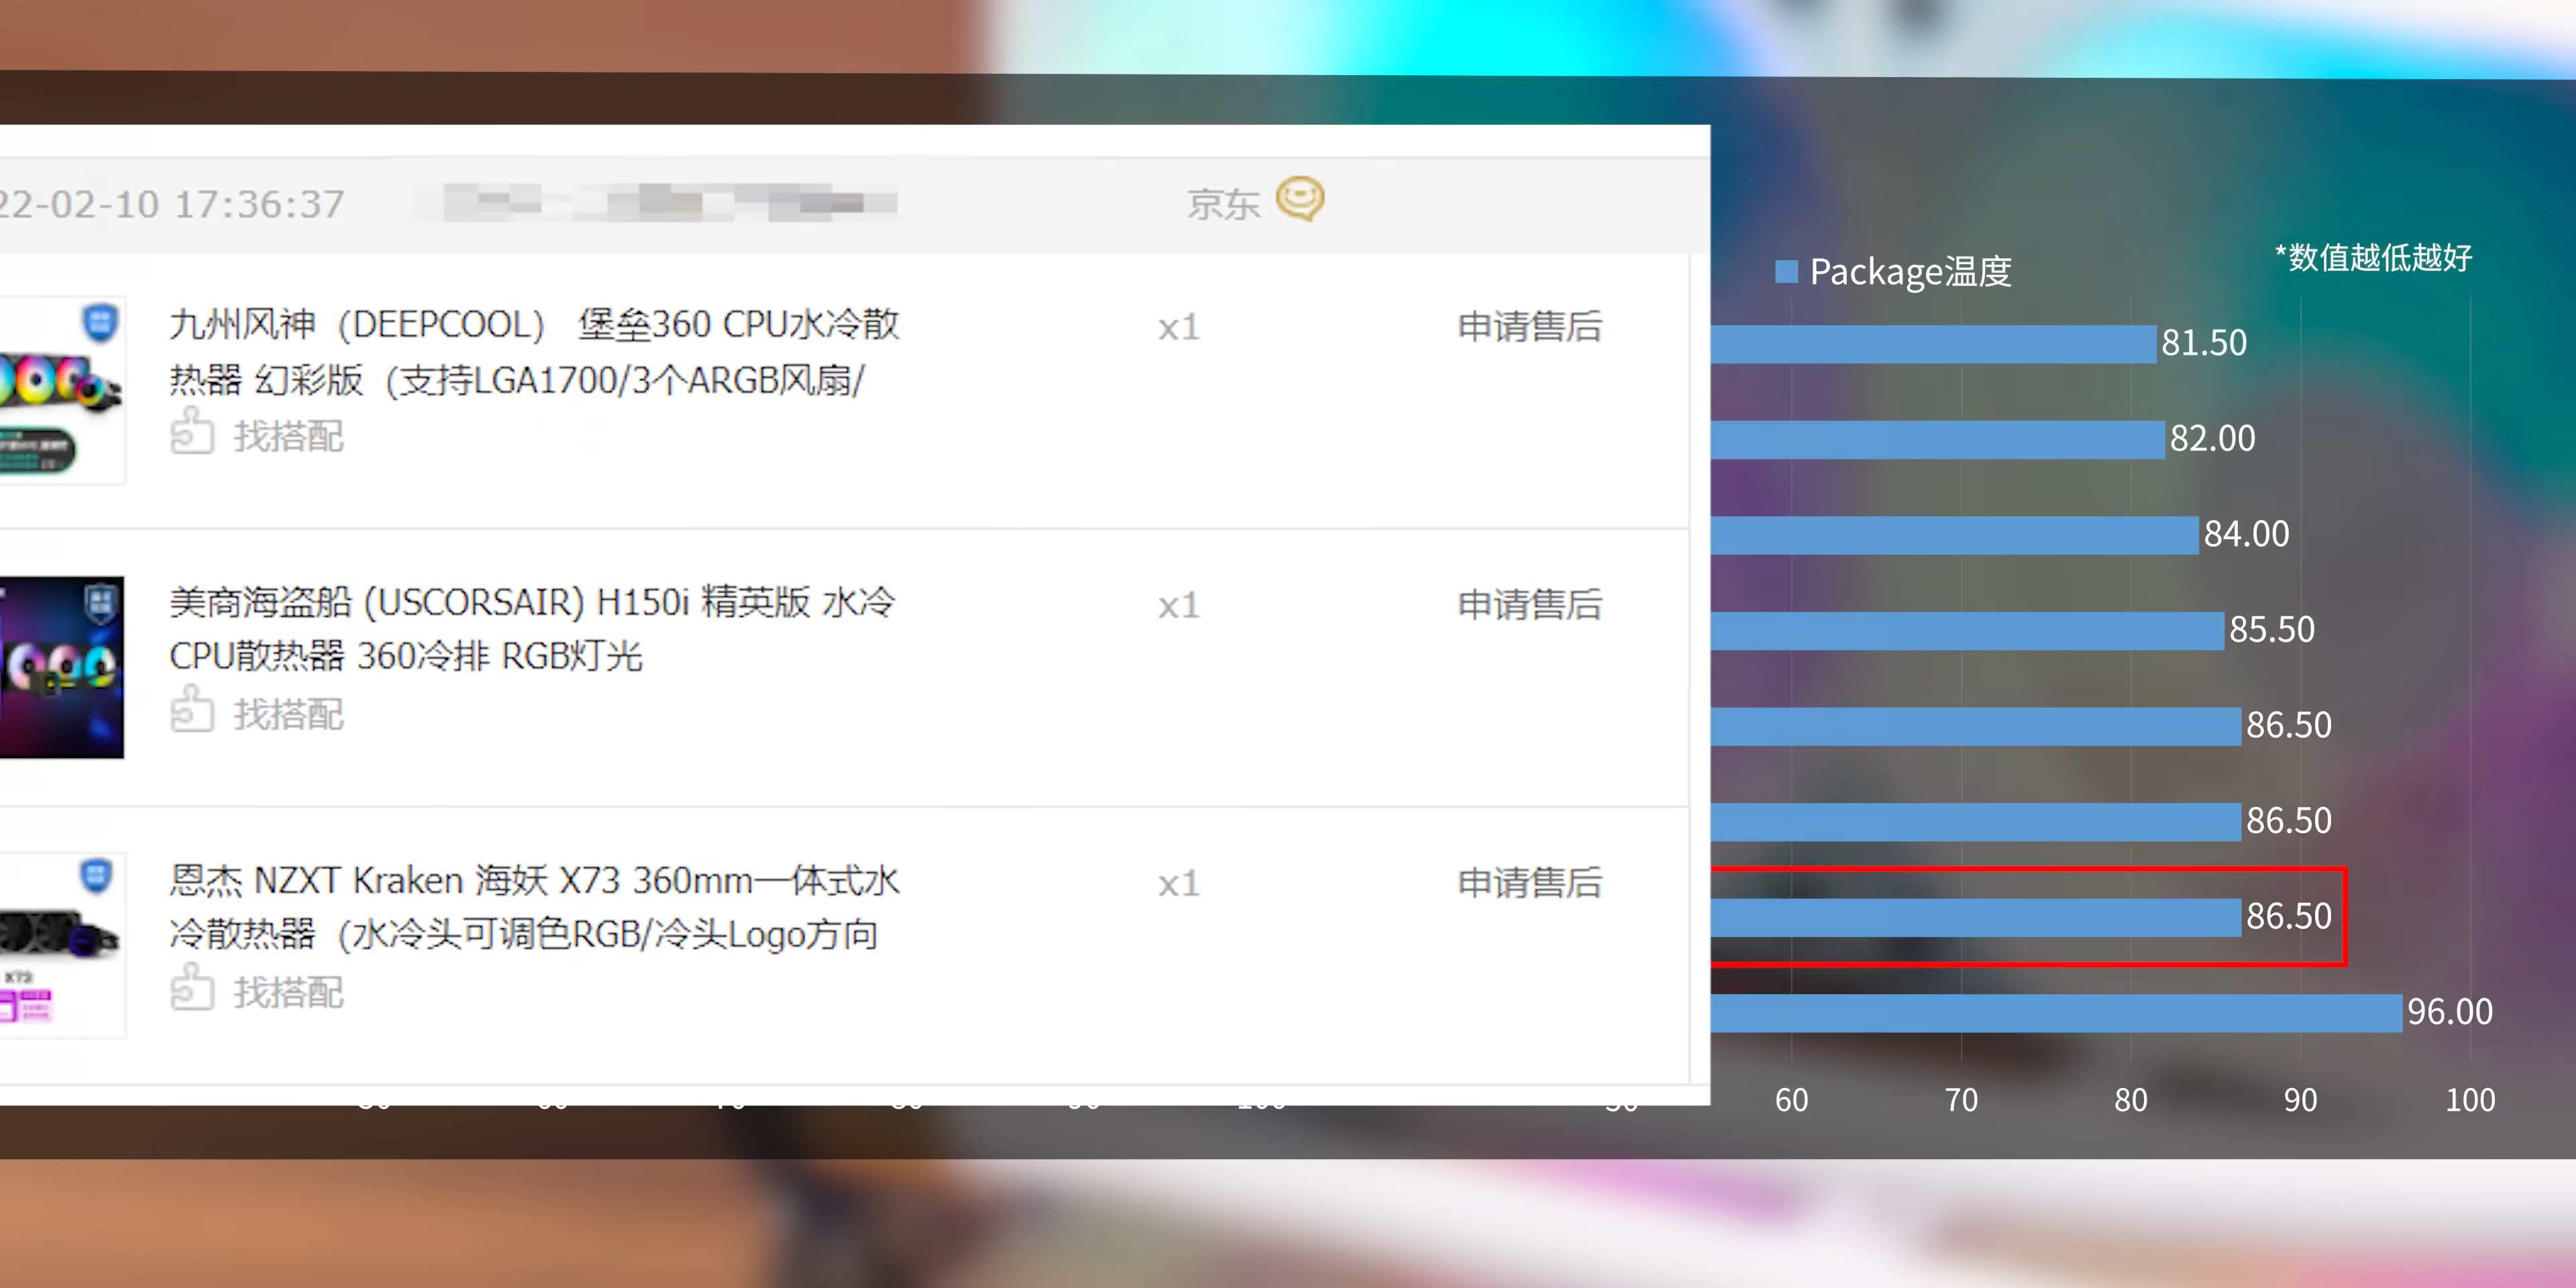 22-02-10 17:36:37
京东
九州风神（DEEPCOOL） 堡垒360 CPU水冷散
热器 幻彩版（支持LGA1700/3个ARGB风扇/
x1
申请售后
找搭配
美商海盗船 (USCORSAIR) H150i 精英版 水冷
CPU散热器 360冷排 RGB灯光
x1
申请售后
找搭配
恩杰 NZXT Kraken 海妖 X73 360mm一体式水
冷散热器（水冷头可调色RGB/冷头Logo方向
x1
申请售后
找搭配
X73
Package温度
*数值越低越好
81.50
82.00
84.00
85.50
86.50
86.50
86.50
96.00
60 70 80 90 100